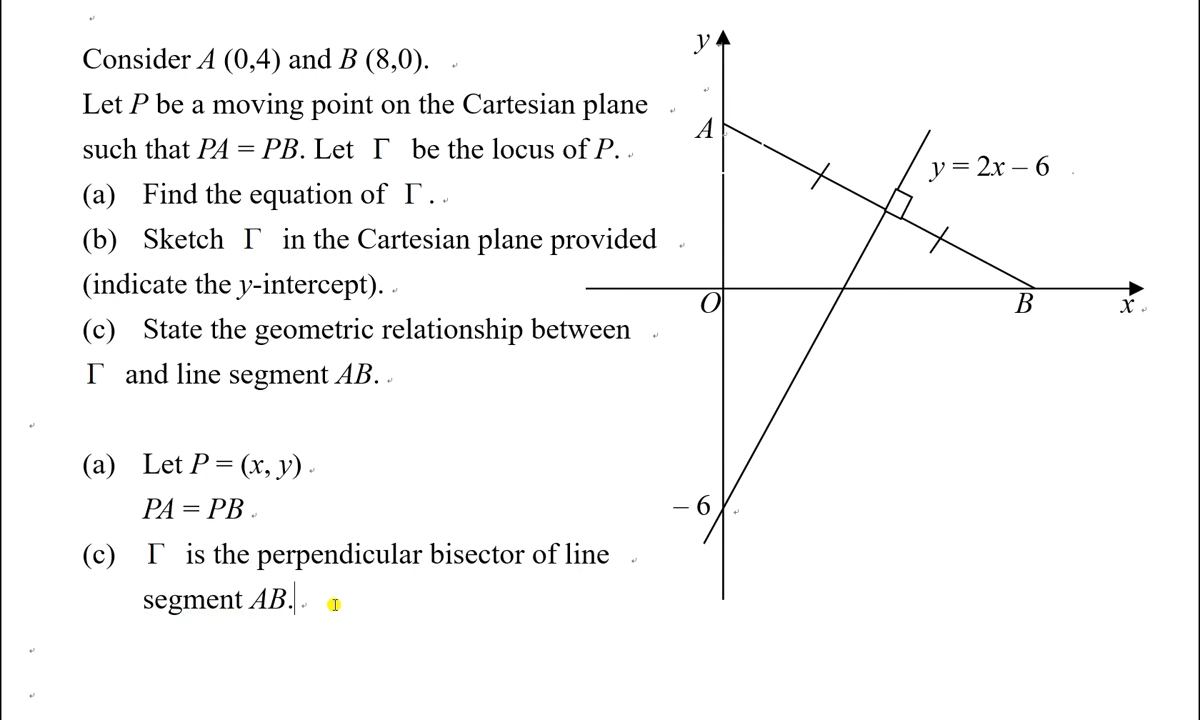 Consider A (0,4) and B (8,0).
Let P be a moving point on the Cartesian plane
such that PA = PB. Let Γ be the locus of P.
(a) Find the equation of Γ.
(b) Sketch Γ in the Cartesian plane provided
(indicate the y-intercept).
(c) State the geometric relationship between
Γ and line segment AB.
(a) Let P = (x, y)
PA = PB
(c) Γ is the perpendicular bisector of line
segment AB.
y
A
y = 2x – 6
O
B
x
– 6